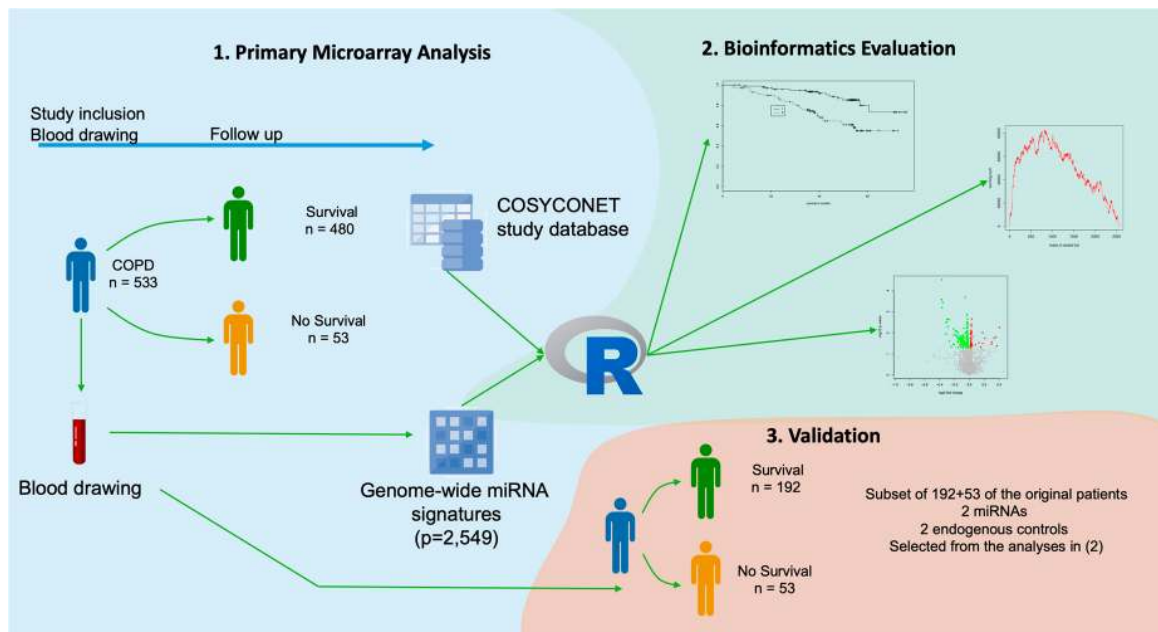 1. Primary Microarray Analysis
Study inclusion
Blood drawing
Follow up
COPD
n = 533
Survival
n = 480
No Survival
n = 53
COSYCONET
study database
Blood drawing
Genome-wide miRNA
signatures
(p=2,549)
R
2. Bioinformatics Evaluation
3. Validation
Survival
n = 192
No Survival
n = 53
Subset of 192+53 of the original patients
2 miRNAs
2 endogenous controls
Selected from the analyses in (2)